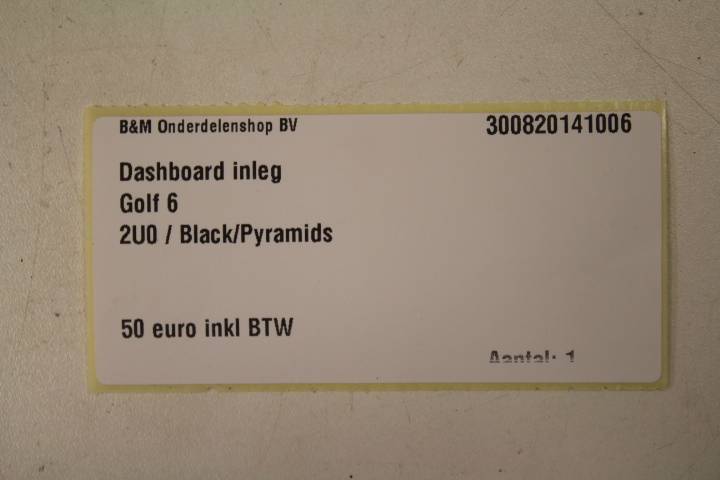 B&M Onderdelenshop BV 300820141006
Dashboard inleg
Golf 6
2U0 / Black/Pyramids
50 euro inkl BTW
Aantal: 1